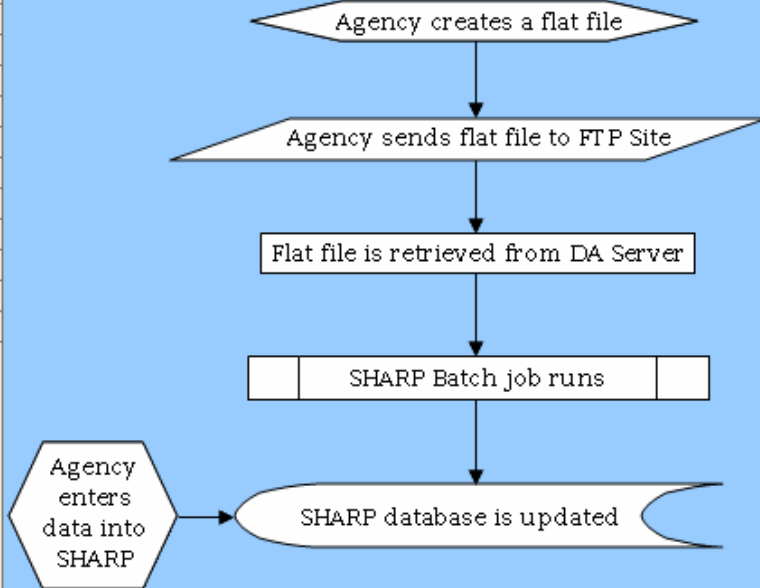 Agency creates a flat file
Agency sends flat file to FTP Site
Flat file is retrieved from DA Server
SHARP Batch job runs
Agency
enters
data into
SHARP
SHARP database is updated